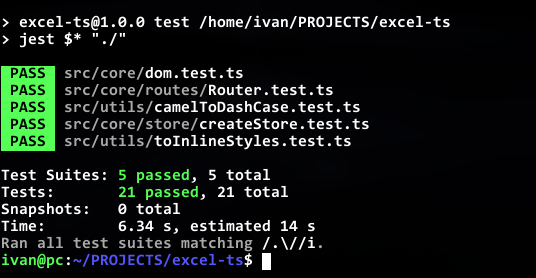 > excel-ts@1.0.0 test /home/ivan/PROJECTS/excel-ts
> jest $* "./"
PASS src/core/dom.test.ts
PASS src/core/routes/Router.test.ts
PASS src/utils/camelToDashCase.test.ts
PASS src/core/store/createStore.test.ts
PASS src/utils/toInlineStyles.test.ts
Test Suites: 5 passed, 5 total
Tests: 21 passed, 21 total
Snapshots: 0 total
Time: 6.34 s, estimated 14 s
Ran all test suites matching /.\//i.
ivan@pc:~/PROJECTS/excel-ts$